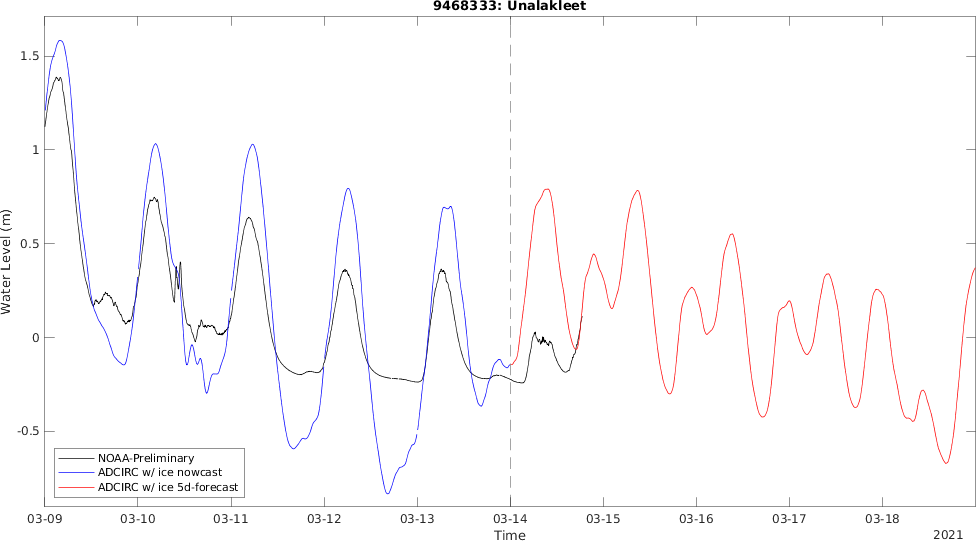 9468333: Unalakleet
Water Level (m)
1.5
1
0.5
0
-0.5
NOAA-Preliminary
ADCIRC w/ ice nowcast
ADCIRC w/ ice 5d-forecast
03-09 03-10 03-11 03-12 03-13 03-14 03-15 03-16 03-17 03-18
Time
2021